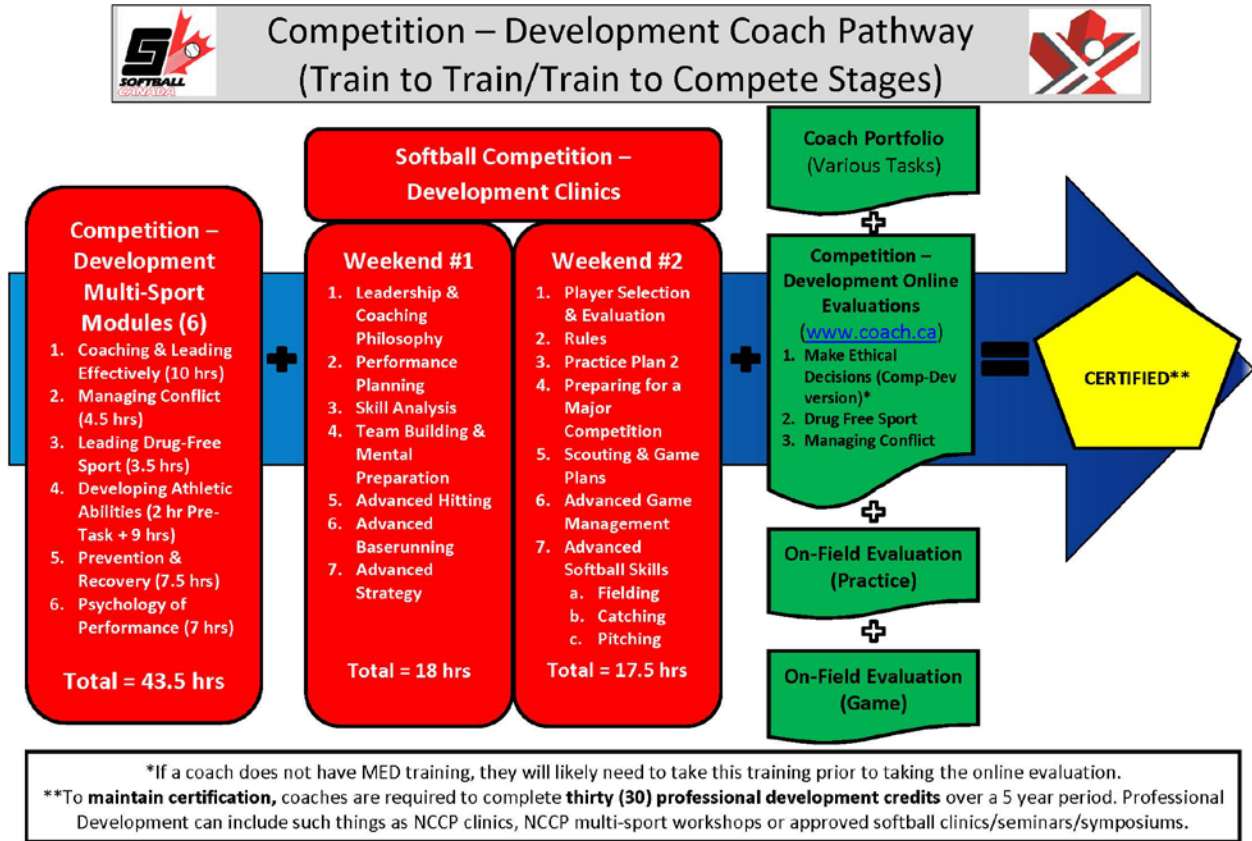 SOFTBALL
CANADA
Competition – Development Coach Pathway
(Train to Train/Train to Compete Stages)
Competition –
Development
Multi-Sport
Modules (6)
1. Coaching & Leading
Effectively (10 hrs)
2. Managing Conflict
(4.5 hrs)
3. Leading Drug-Free
Sport (3.5 hrs)
4. Developing Athletic
Abilities (2 hr Pre-
Task + 9 hrs)
5. Prevention &
Recovery (7.5 hrs)
6. Psychology of
Performance (7 hrs)
Total = 43.5 hrs
+
Softball Competition –
Development Clinics
Weekend #1
1. Leadership &
Coaching
Philosophy
2. Performance
Planning
3. Skill Analysis
4. Team Building &
Mental
Preparation
5. Advanced Hitting
6. Advanced
Baserunning
7. Advanced
Strategy
Total = 18 hrs
Weekend #2
1. Player Selection
& Evaluation
2. Rules
3. Practice Plan 2
4. Preparing for a
Major
Competition
5. Scouting & Game
Plans
6. Advanced Game
Management
7. Advanced
Softball Skills
a. Fielding
b. Catching
c. Pitching
Total = 17.5 hrs
+
Coach Portfolio
(Various Tasks)
+
Competition –
Development Online
Evaluations
(www.coach.ca)
1. Make Ethical
Decisions (Comp-Dev
version)*
2. Drug Free Sport
3. Managing Conflict
+
On-Field Evaluation
(Practice)
+
On-Field Evaluation
(Game)
=
CERTIFIED**
*If a coach does not have MED training, they will likely need to take this training prior to taking the online evaluation.
**To maintain certification, coaches are required to complete thirty (30) professional development credits over a 5 year period. Professional
Development can include such things as NCCP clinics, NCCP multi-sport workshops or approved softball clinics/seminars/symposiums.